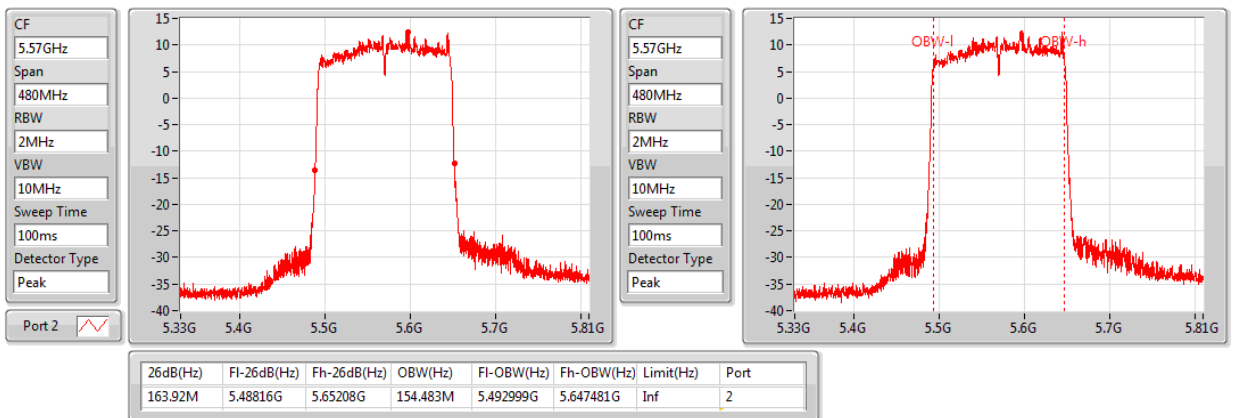 CF
5.57GHz
Span
480MHz
RBW
2MHz
VBW
10MHz
Sweep Time
100ms
Detector Type
Peak
Port 2
15
10
5
0
-5
-10
-15
-20
-25
-30
-35
-40
5.33G 5.4G 5.5G 5.6G 5.7G 5.81G
CF
5.57GHz
Span
480MHz
RBW
2MHz
VBW
10MHz
Sweep Time
100ms
Detector Type
Peak
15
10
5
0
-5
-10
-15
-20
-25
-30
-35
-40
OBW-l OBW-h
5.33G 5.4G 5.5G 5.6G 5.7G 5.81G
26dB(Hz) Fl-26dB(Hz) Fh-26dB(Hz) OBW(Hz) Fl-OBW(Hz) Fh-OBW(Hz) Limit(Hz) Port
163.92M 5.48816G 5.65208G 154.483M 5.492999G 5.647481G Inf 2